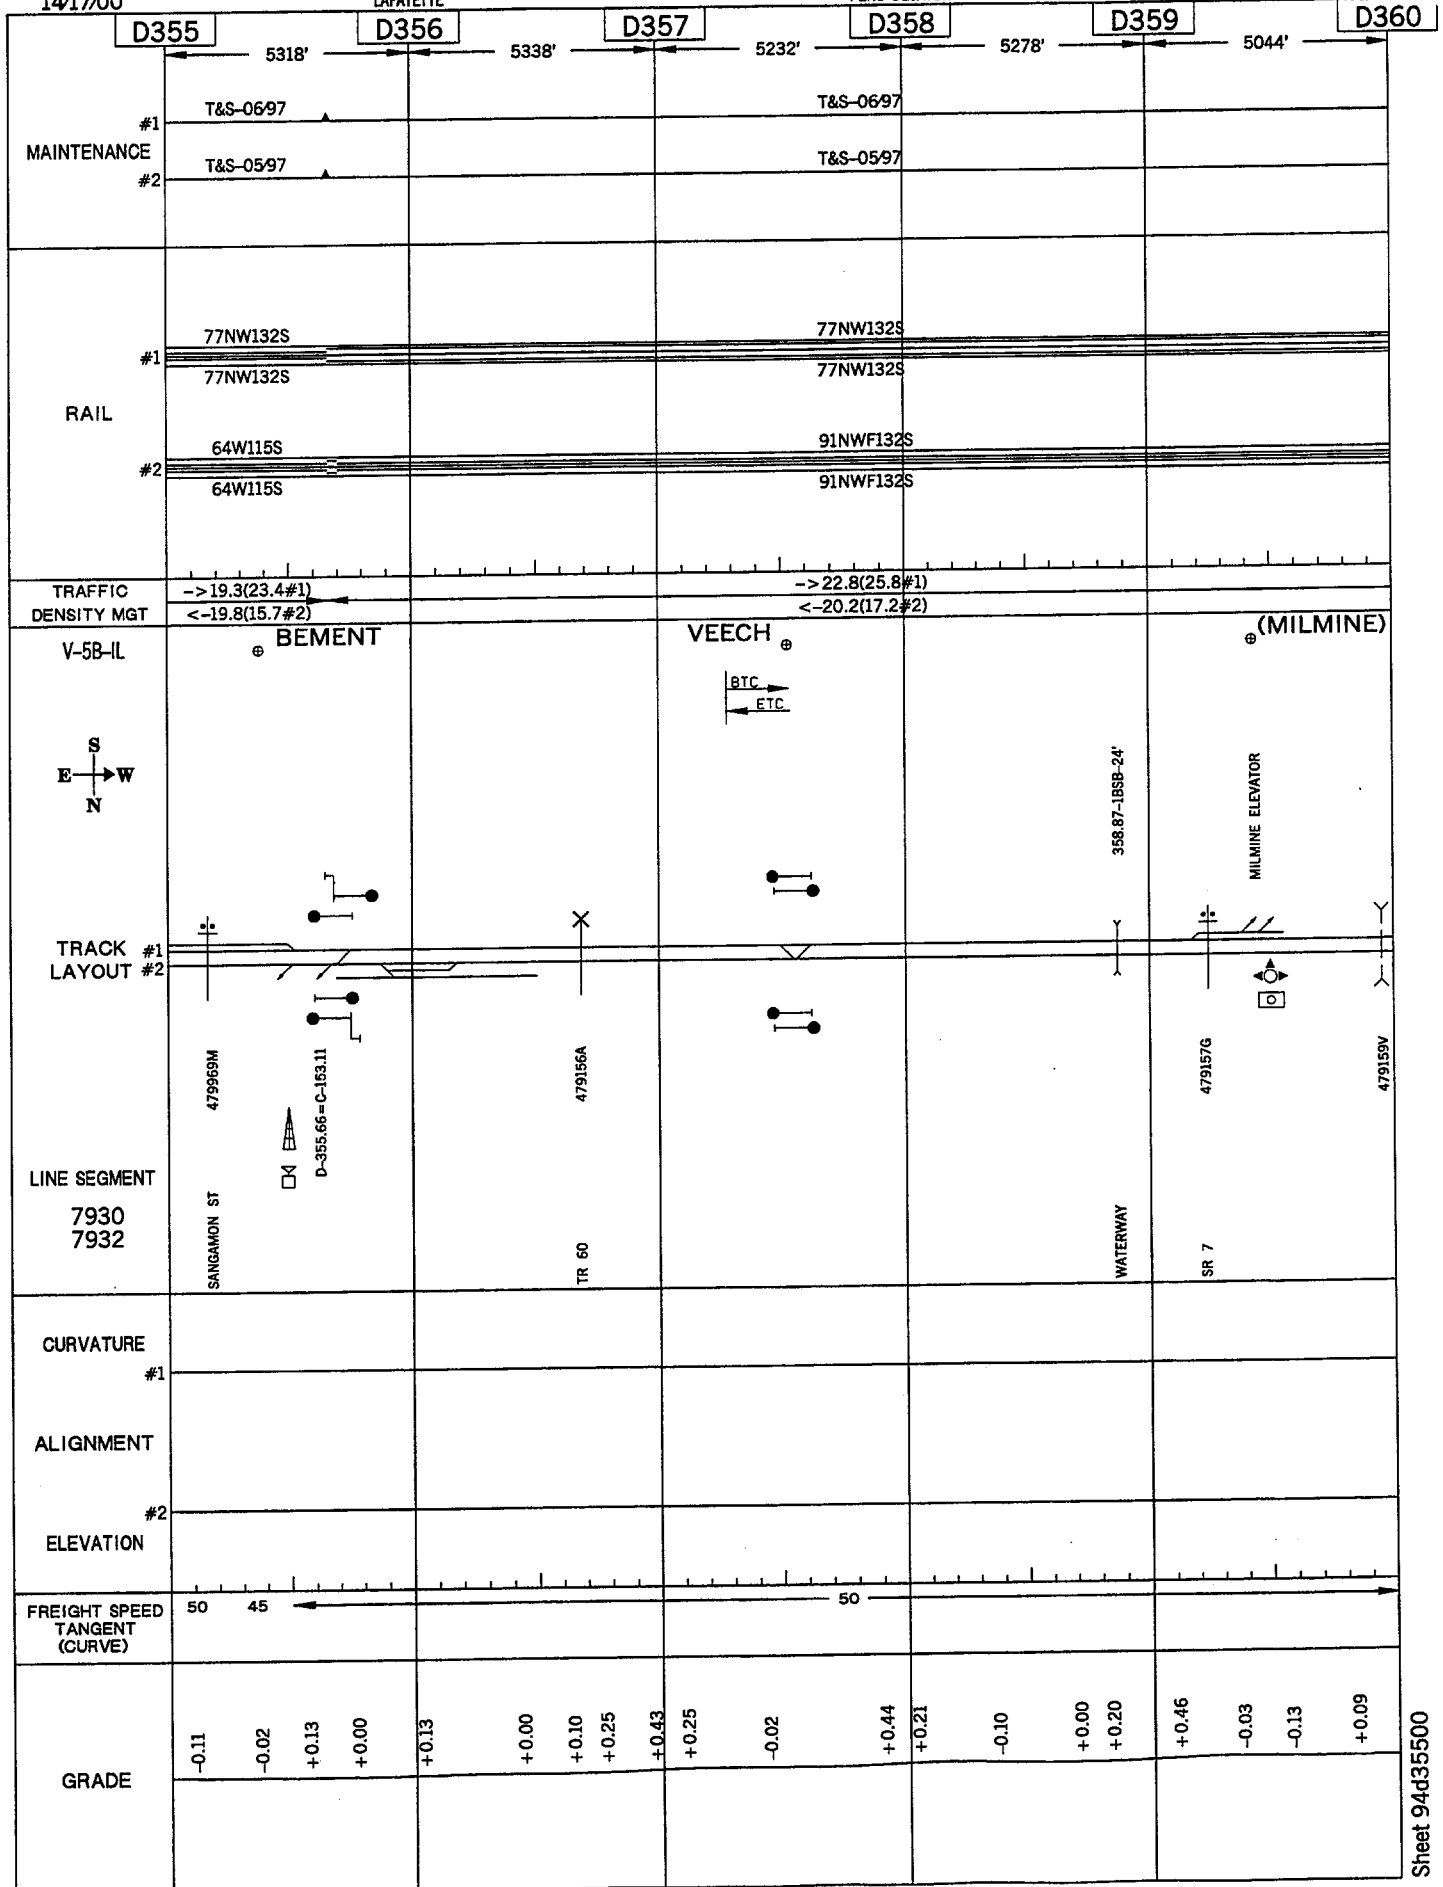 14/17/00
LAFAYETTE
D355 D356 D357 D358 D359 D360
5318' 5338' 5232' 5278' 5044'
MAINTENANCE
#1 T&S-06/97 T&S-06/97
#2 T&S-05/97 T&S-05/97
RAIL
77NW132S 77NW132S
#1
77NW132S 77NW132S
64W115S 91NWF132S
#2
64W115S 91NWF132S
TRAFFIC
DENSITY MGT
->19.3(23.4#1) ->22.8(25.8#1)
<-19.8(15.7#2) <-20.2(17.2#2)
V-5B-IL
BEMENT VEECH (MILMINE)
BTC
ETC
S
E W
N
358.87-1BSB-24'
MILMINE ELEVATOR
TRACK #1
LAYOUT #2
479969M
D-355.66=C-153.11
479156A
479157G
479159V
LINE SEGMENT
7930
7932
SANGAMON ST
TR 60
WATERWAY
SR 7
CURVATURE
#1
ALIGNMENT
#2
ELEVATION
FREIGHT SPEED
TANGENT
(CURVE)
50 45 50
GRADE
-0.11 -0.02 +0.13 +0.00 +0.13 +0.00 +0.10 +0.25 +0.43 +0.25 -0.02 +0.44 +0.21 -0.10 +0.00 +0.20 +0.46 -0.03 -0.13 +0.09
Sheet 94d35500